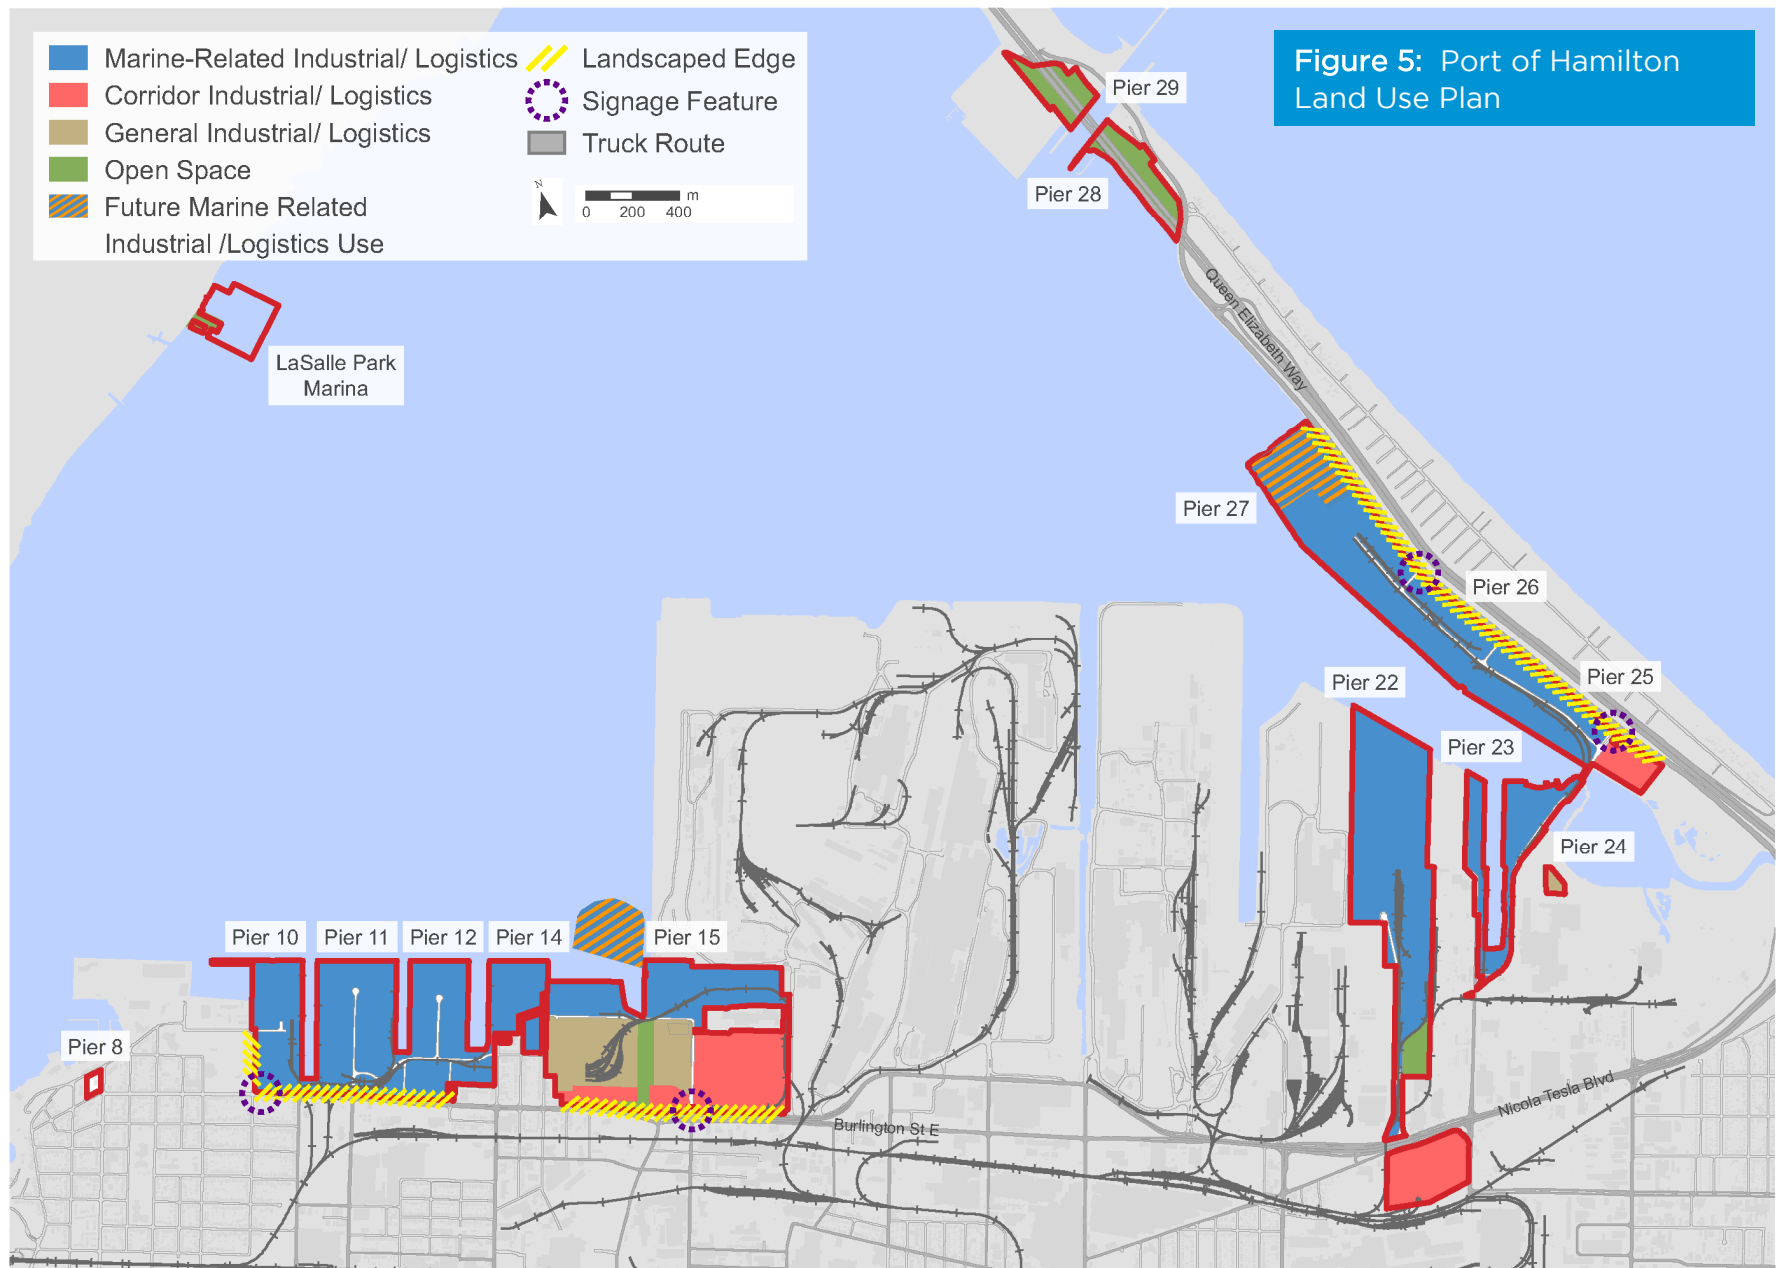 Marine-Related Industrial/ Logistics
Corridor Industrial/ Logistics
General Industrial/ Logistics
Open Space
Future Marine Related
Industrial /Logistics Use
Landscaped Edge
Signage Feature
Truck Route
N
m
0 200 400
Figure 5: Port of Hamilton
Land Use Plan
Pier 29
Pier 28
Queen Elizabeth Way
LaSalle Park
Marina
Pier 27
Pier 26
Pier 25
Pier 22
Pier 23
Pier 24
Pier 10
Pier 11
Pier 12
Pier 14
Pier 15
Pier 8
Burlington St E
Nicola Tesla Blvd